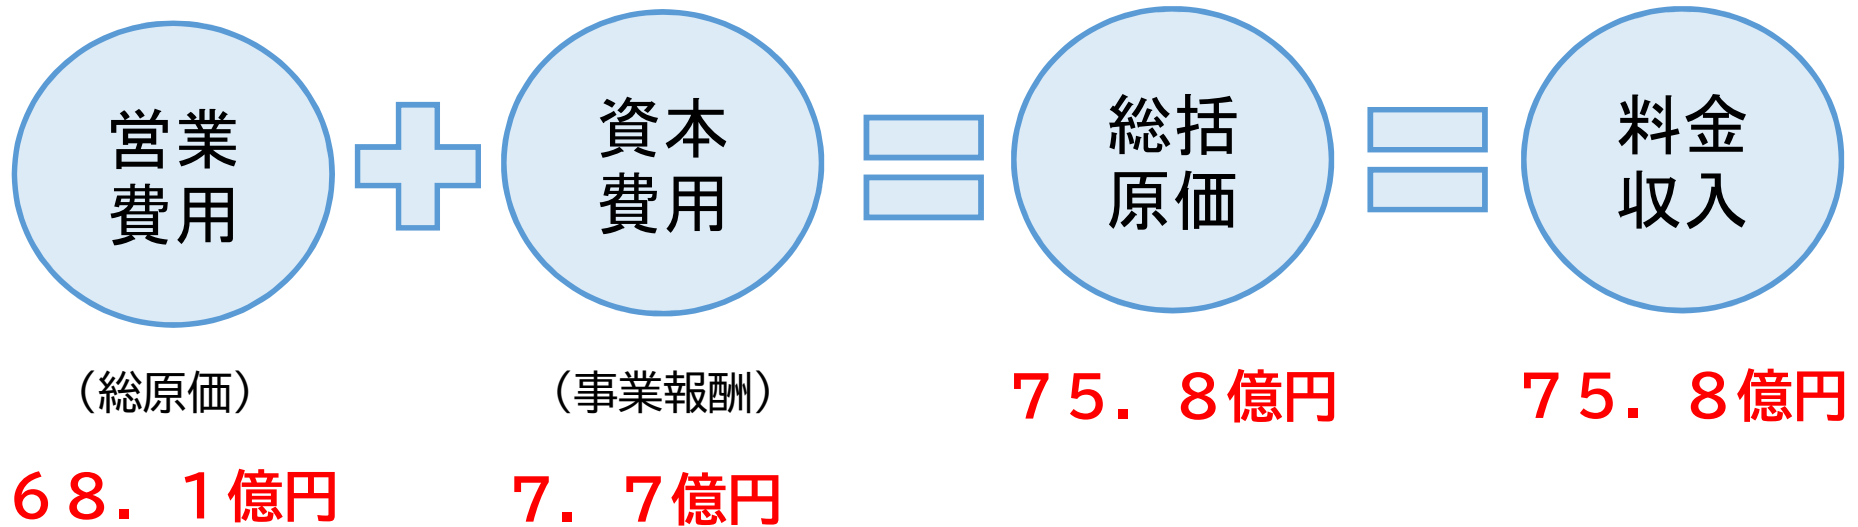 営業
費用
資本
費用
総括
原価
料金
収入
（総原価）
（事業報酬）
７５．８億円
７５．８億円
６８．１億円
７．７億円